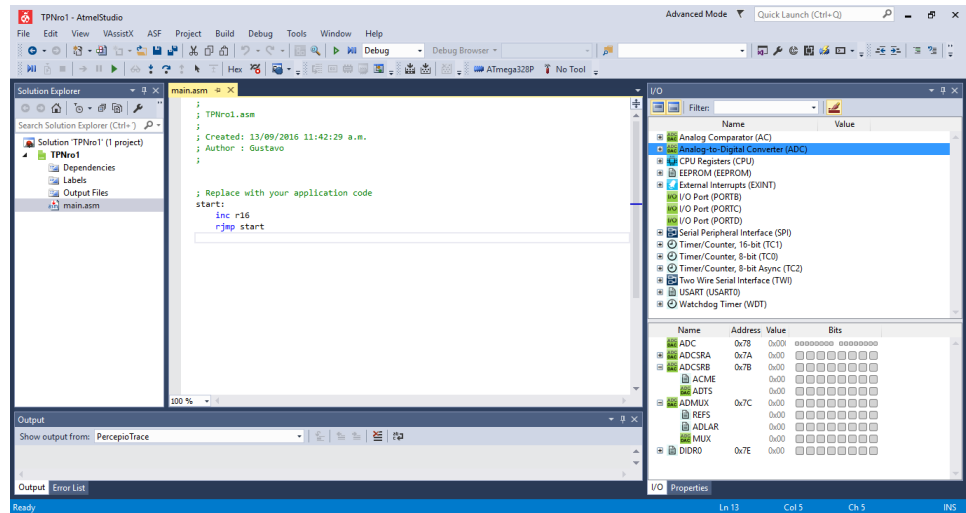 TPNro1 - AtmelStudio
Advanced Mode
Quick Launch (Ctrl+Q)
File Edit View VAssistX ASF Project Build Debug Tools Window Help
Debug Debug Browser
Hex ATmega328P No Tool
Solution Explorer
Search Solution Explorer (Ctrl+´)
Solution 'TPNro1' (1 project)
TPNro1
Dependencies
Labels
Output Files
main.asm
main.asm
;
; TPNro1.asm
;
; Created: 13/09/2016 11:42:29 a.m.
; Author : Gustavo
;
; Replace with your application code
start:
inc r16
rjmp start
100 %
I/O
Filter:
Name Value
Analog Comparator (AC)
Analog-to-Digital Converter (ADC)
CPU Registers (CPU)
EEPROM (EEPROM)
External Interrupts (EXINT)
I/O Port (PORTB)
I/O Port (PORTC)
I/O Port (PORTD)
Serial Peripheral Interface (SPI)
Timer/Counter, 16-bit (TC1)
Timer/Counter, 8-bit (TC0)
Timer/Counter, 8-bit Async (TC2)
Two Wire Serial Interface (TWI)
USART (USART0)
Watchdog Timer (WDT)
Name Address Value Bits
ADC 0x78 0x00
ADCSRA 0x7A 0x00
ADCSRB 0x7B 0x00
ACME 0x00
ADTS 0x00
ADMUX 0x7C 0x00
REFS 0x00
ADLAR 0x00
MUX 0x00
DIDR0 0x7E 0x00
Output
Show output from: PercepioTrace
Output Error List
I/O Properties
Ready Ln 13 Col 5 Ch 5 INS